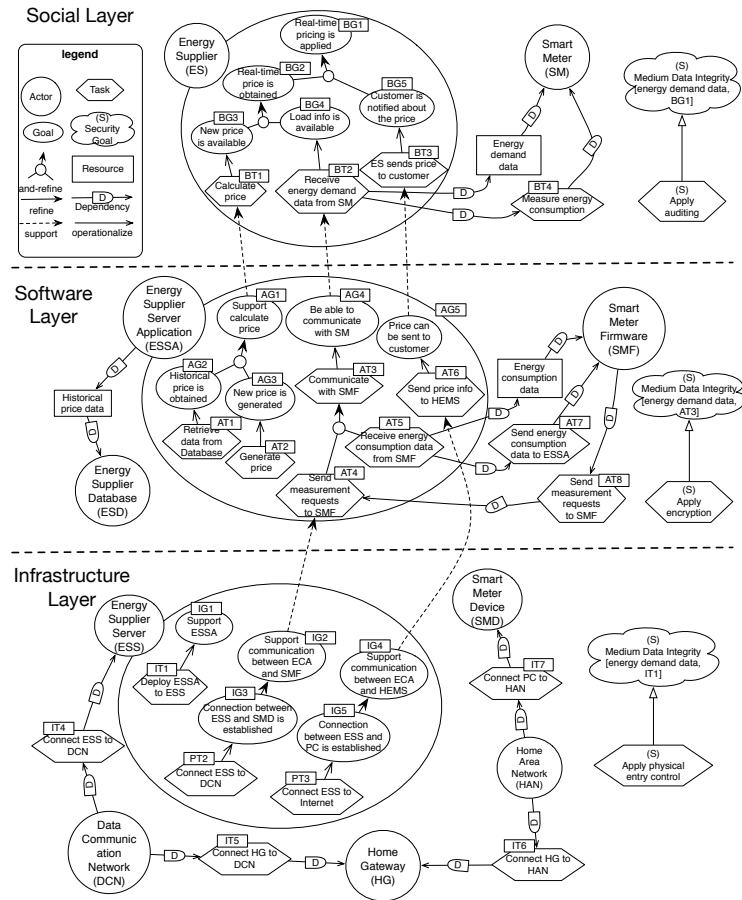 Social Layer
legend
Actor
Task
Goal
(S)
Security
Goal
Resource
and-refine
refine
D
Dependency
support
operationalize
Energy
Supplier
(ES)
BG1
Real-time
pricing is
applied
BG2
Real-time
price is
obtained
BG5
Customer is
notified about
the price
BG3
New price
is available
BG4
Load info is
available
BT1
Calculate
price
BT2
Receive
energy demand
data from SM
BT3
ES sends price
to customer
Smart
Meter
(SM)
D
D
Energy
demand
data
D
D
BT4
Measure energy
consumption
(S)
Medium Data Integrity
[energy demand data,
BG1]
(S)
Apply
auditing
Software
Layer
Energy
Supplier
Server
Application
(ESSA)
D
Historical
price data
D
Energy
Supplier
Database
(ESD)
AG1
Support
calculate
price
AG2
Historical
price is
obtained
AG3
New price is
generated
AT1
Retrieve
data from
Database
AT2
Generate
price
AG4
Be able to
communicate
with SM
AT3
Communicate
with SMF
AT4
Send
measurement
requests
to SMF
AT5
Receive energy
consumption data
from SMF
AG5
Price can
be sent to
customer
AT6
Send price info
to HEMS
Smart
Meter
Firmware
(SMF)
D
Energy
consumption
data
D
D
D
D
AT7
Send energy
consumption
data to ESSA
AT8
Send
measurement
requests
to SMF
D
(S)
Medium Data Integrity
[energy demand data,
AT3]
(S)
Apply
encryption
Infrastructure
Layer
Energy
Supplier
Server
(ESS)
D
IT4
Connect ESS to
DCN
D
Data
Communic
ation
Network
(DCN)
IG1
Support
ESSA
IT1
Deploy ESSA
to ESS
IG2
Support
communication
between ECA
and SMF
IG3
Connection between
ESS and SMD is
established
PT2
Connect ESS to
DCN
IG4
Support
communication
between ECA
and HEMS
IG5
Connection
between ESS and
PC is established
PT3
Connect ESS to
Internet
Smart
Meter
Device
(SMD)
D
IT7
Connect PC to
HAN
D
Home
Area
Network
(HAN)
D
IT6
Connect HG to
HAN
D
Home
Gateway
(HG)
D
IT5
Connect HG to
DCN
D
(S)
Medium Data Integrity
[energy demand data,
IT1]
(S)
Apply physical
entry control